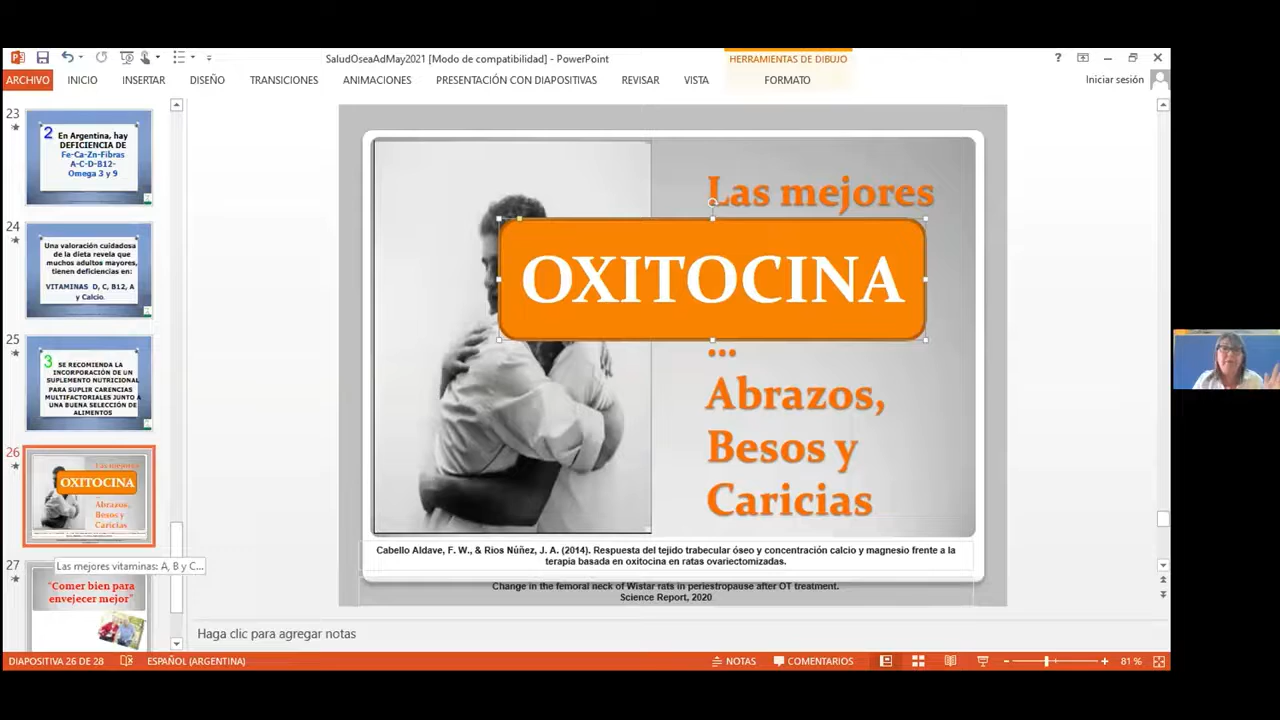 SaludOseaAdMay2021 [Modo de compatibilidad] - PowerPoint
HERRAMIENTAS DE DIBUJO
?
ARCHIVO INICIO INSERTAR DISEÑO TRANSICIONES ANIMACIONES PRESENTACIÓN CON DIAPOSITIVAS REVISAR VISTA FORMATO
Iniciar sesión
23
2 En Argentina, hay
DEFICIENCIA DE
Fe-Ca-Zn-Fibras
A-C-D-B12-
Omega 3 y 9
24
Una valoración cuidadosa
de la dieta revela que
muchos adultos mayores,
tienen deficiencias en:
VITAMINAS D, C, B12, A
y Calcio.
25
3 SE RECOMIENDA LA
INCORPORACIÓN DE UN
SUPLEMENTO NUTRICIONAL
PARA SUPLIR CARENCIAS
MULTIFACTORIALES JUNTO A
UNA BUENA SELECCIÓN DE
ALIMENTOS
26
Las mejores
OXITOCINA
Abrazos,
Besos y
Caricias
Las mejores vitaminas: A, B y C...
27
"Comer bien para
envejecer mejor"
Las mejores
OXITOCINA
...
Abrazos,
Besos y
Caricias
Cabello Aldave, F. W., & Rios Núñez, J. A. (2014). Respuesta del tejido trabecular óseo y concentración calcio y magnesio frente a la
terapia basada en oxitocina en ratas ovariectomizadas.
Change in the femoral neck of Wistar rats in periestropause after OT treatment.
Science Report, 2020
Haga clic para agregar notas
DIAPOSITIVA 26 DE 28 ESPAÑOL (ARGENTINA) NOTAS COMENTARIOS 81 %